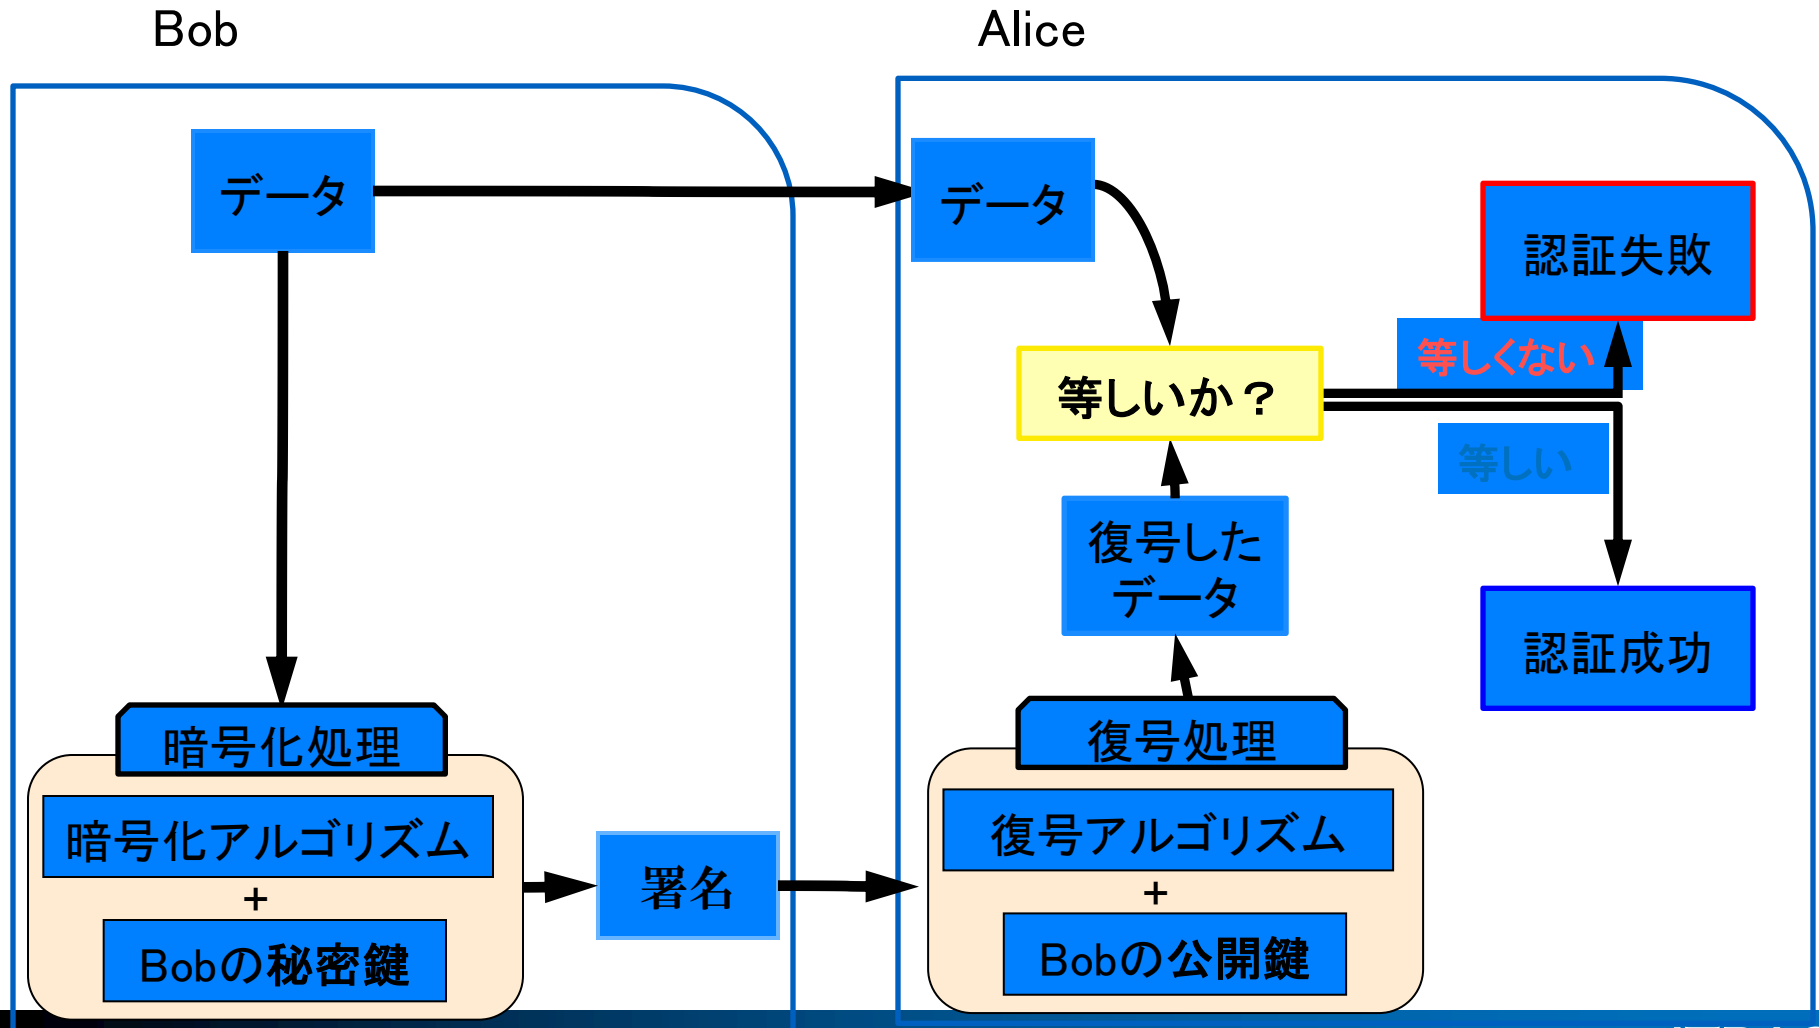 Bob
データ
暗号化処理
暗号化アルゴリズム
+
Bobの秘密鍵
署名
Alice
データ
等しいか？
等しくない
認証失敗
等しい
認証成功
復号した
データ
復号処理
復号アルゴリズム
+
Bobの公開鍵